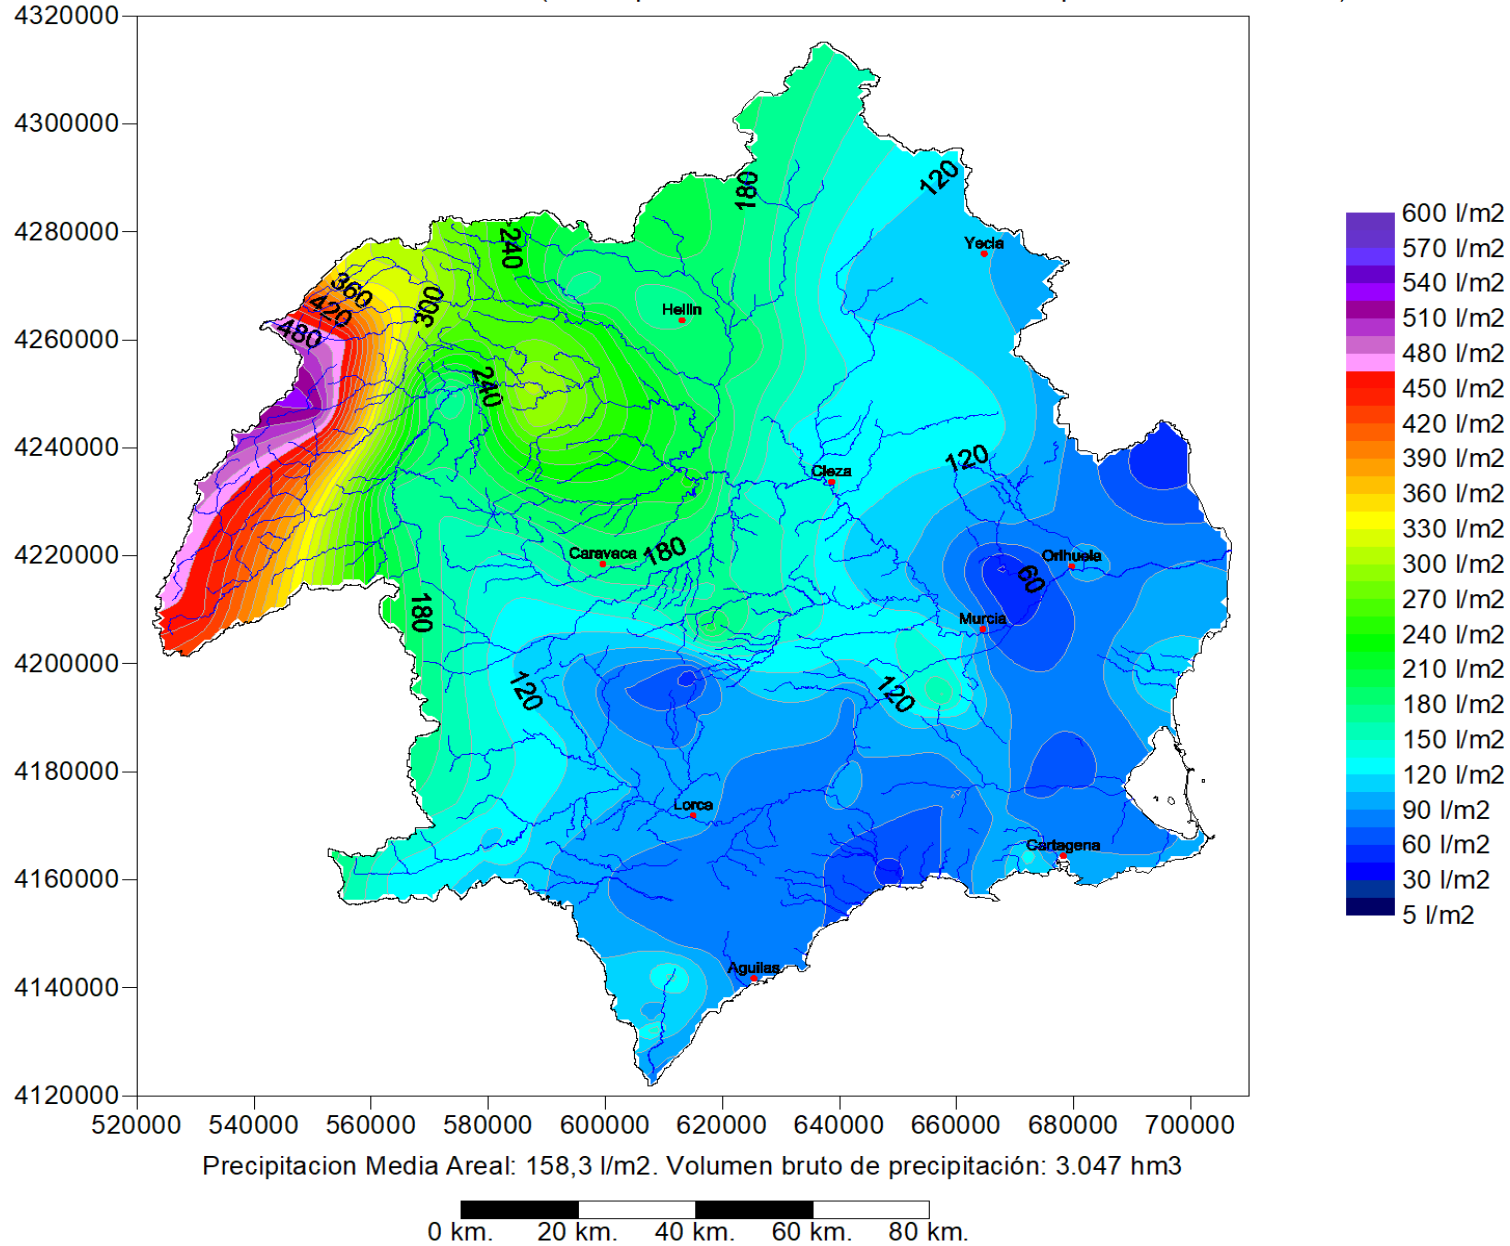 4320000
4300000
4280000
4260000
4240000
4220000
4200000
4180000
4160000
4140000
4120000
520000 540000 560000 580000 600000 620000 640000 660000 680000 700000
180
120
Yecla
240
360
420
480
300
Hellin
240
120
Cieza
Caravaca
180
Orihuela
60
180
Murcia
120
120
Lorca
Cartagena
Aguilas
600 l/m2
570 l/m2
540 l/m2
510 l/m2
480 l/m2
450 l/m2
420 l/m2
390 l/m2
360 l/m2
330 l/m2
300 l/m2
270 l/m2
240 l/m2
210 l/m2
180 l/m2
150 l/m2
120 l/m2
90 l/m2
60 l/m2
30 l/m2
5 l/m2
Precipitacion Media Areal: 158,3 l/m2. Volumen bruto de precipitación: 3.047 hm3
0 km. 20 km. 40 km. 60 km. 80 km.